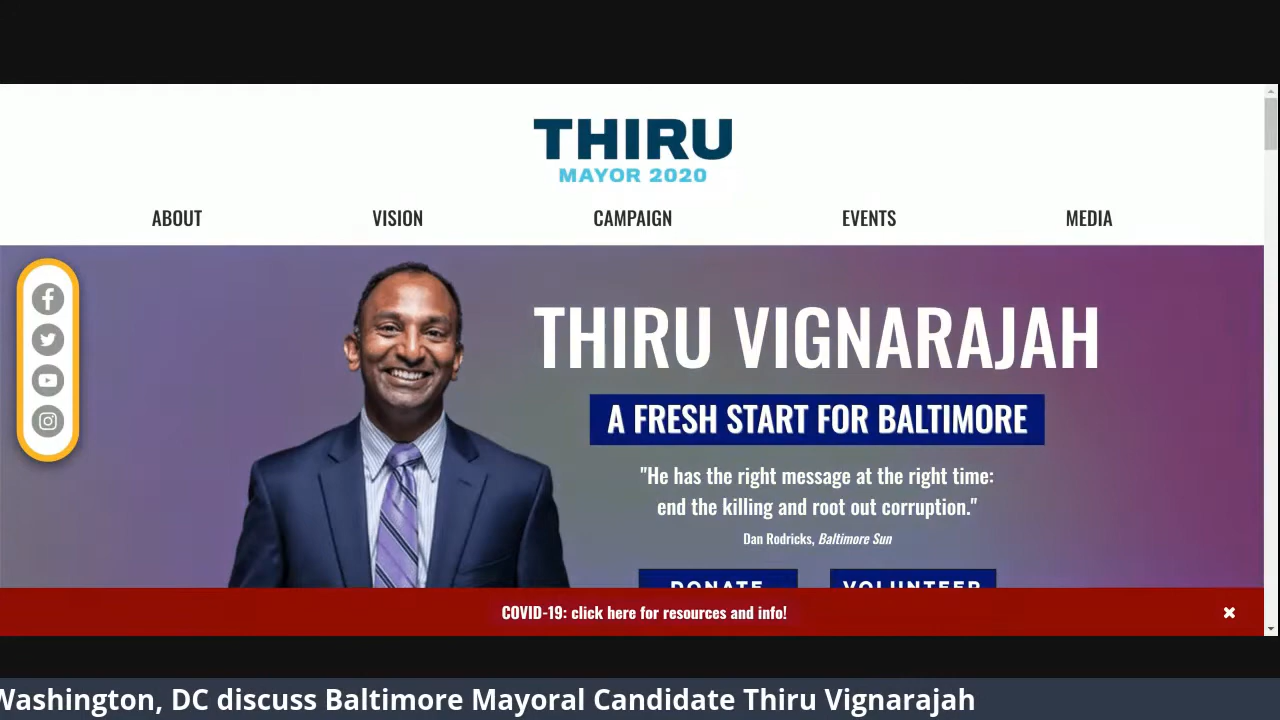 THIRU
MAYOR 2020
ABOUT VISION CAMPAIGN EVENTS MEDIA
THIRU VIGNARAJAH
A FRESH START FOR BALTIMORE
"He has the right message at the right time:
end the killing and root out corruption."
Dan Rodricks, Baltimore Sun
DONATE VOLUNTEER
COVID-19: click here for resources and info!
Washington, DC discuss Baltimore Mayoral Candidate Thiru Vignarajah